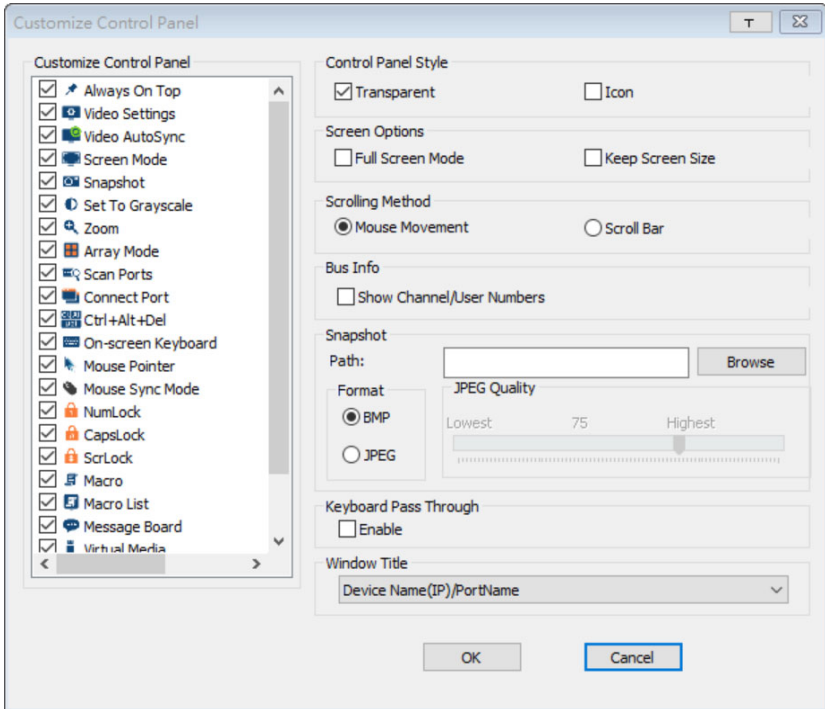 Customize Control Panel
T
Customize Control Panel
Always On Top
Video Settings
Video AutoSync
Screen Mode
Snapshot
Set To Grayscale
Zoom
Array Mode
Scan Ports
Connect Port
Ctrl+Alt+Del
On-screen Keyboard
Mouse Pointer
Mouse Sync Mode
NumLock
CapsLock
ScrLock
Macro
Macro List
Message Board
Virtual Media
Control Panel Style
Transparent Icon
Screen Options
Full Screen Mode Keep Screen Size
Scrolling Method
Mouse Movement Scroll Bar
Bus Info
Show Channel/User Numbers
Snapshot
Path: Browse
Format
BMP
JPEG
JPEG Quality
Lowest 75 Highest
Keyboard Pass Through
Enable
Window Title
Device Name(IP)/PortName
OK Cancel